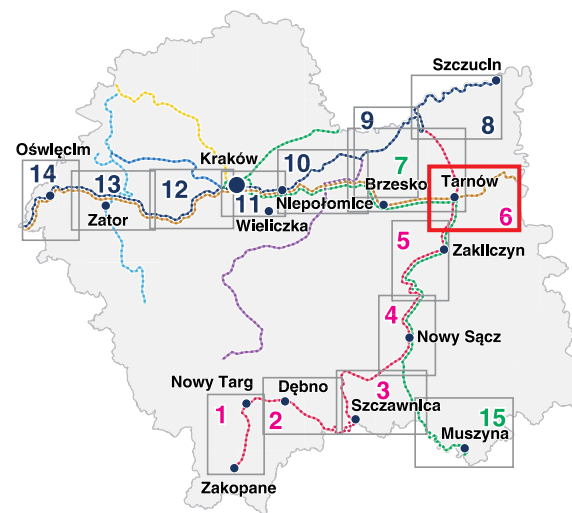 Szczucin
9
8
Oświęcim
14
13
12
Kraków
10
7
Tarnów
Brzesko
Niepołomice
11
Zator
Wieliczka
6
5
Zakliczyn
4
Nowy Sącz
Nowy Targ
Dębno
3
1
2
Szczawnica
15
Muszyna
Zakopane